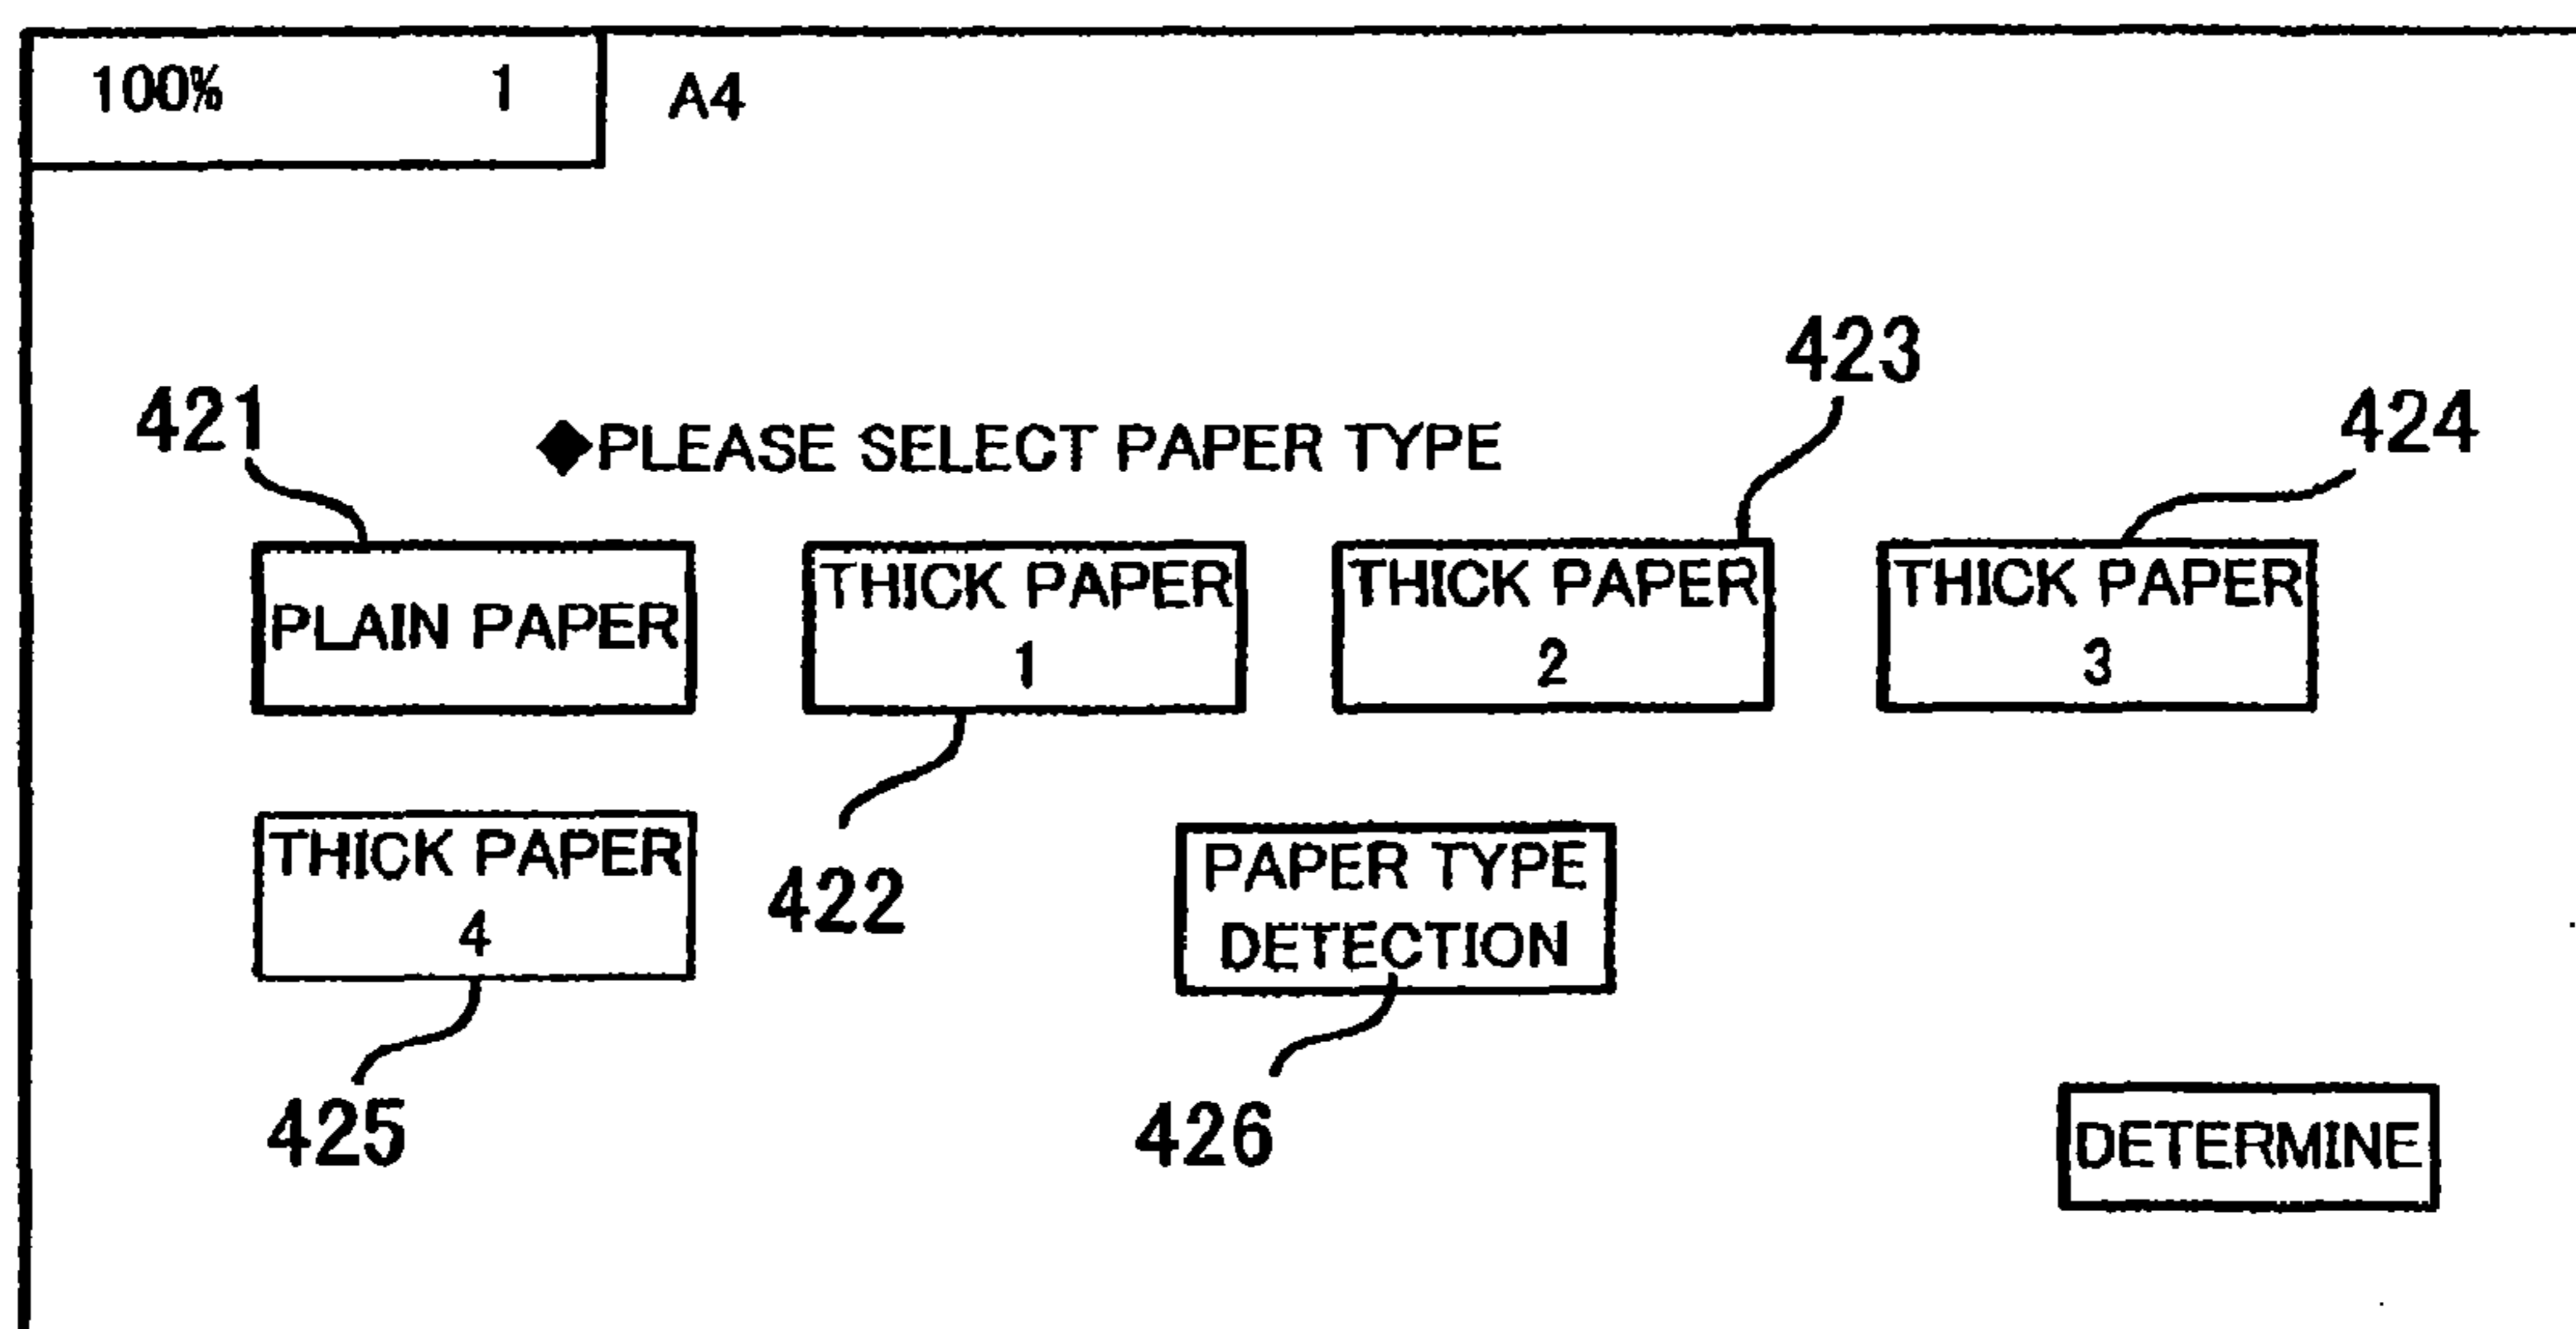 100% 1 A4
423
421 424
◆PLEASE SELECT PAPER TYPE
PLAIN PAPER
THICK PAPER
1
THICK PAPER
2
THICK PAPER
3
THICK PAPER
4
422
PAPER TYPE
DETECTION
425
426
DETERMINE